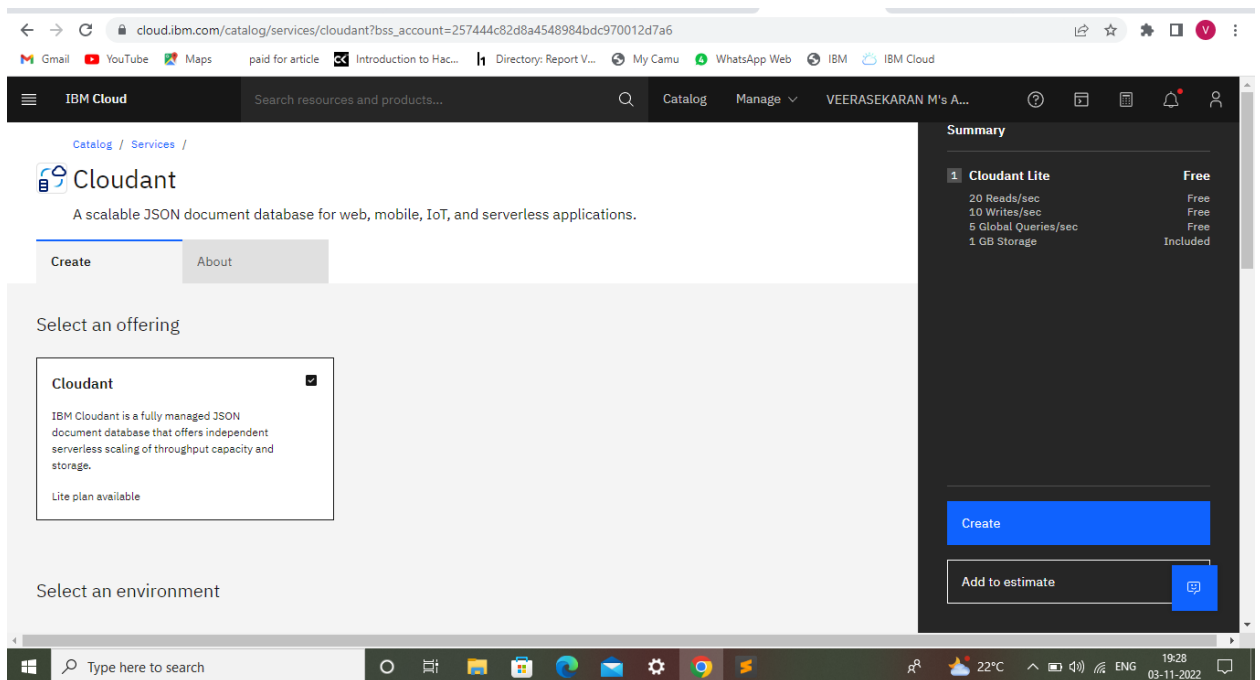 cloud.ibm.com/catalog/services/cloudant?bss_account=257444c82d8a4548984bdc970012d7a6
V
Gmail YouTube Maps paid for article Introduction to Hac... Directory: Report V... My Camu WhatsApp Web IBM IBM Cloud
IBM Cloud Search resources and products... Catalog Manage VEERASEKARAN M's A...
Catalog / Services /
Cloudant
A scalable JSON document database for web, mobile, IoT, and serverless applications.
Create About
Select an offering
Cloudant
IBM Cloudant is a fully managed JSON
document database that offers independent
serverless scaling of throughput capacity and
storage.
Lite plan available
Select an environment
Summary
1 Cloudant Lite Free
20 Reads/sec Free
10 Writes/sec Free
5 Global Queries/sec Free
1 GB Storage Included
Create
Add to estimate
Type here to search
22°C ENG 19:28
03-11-2022